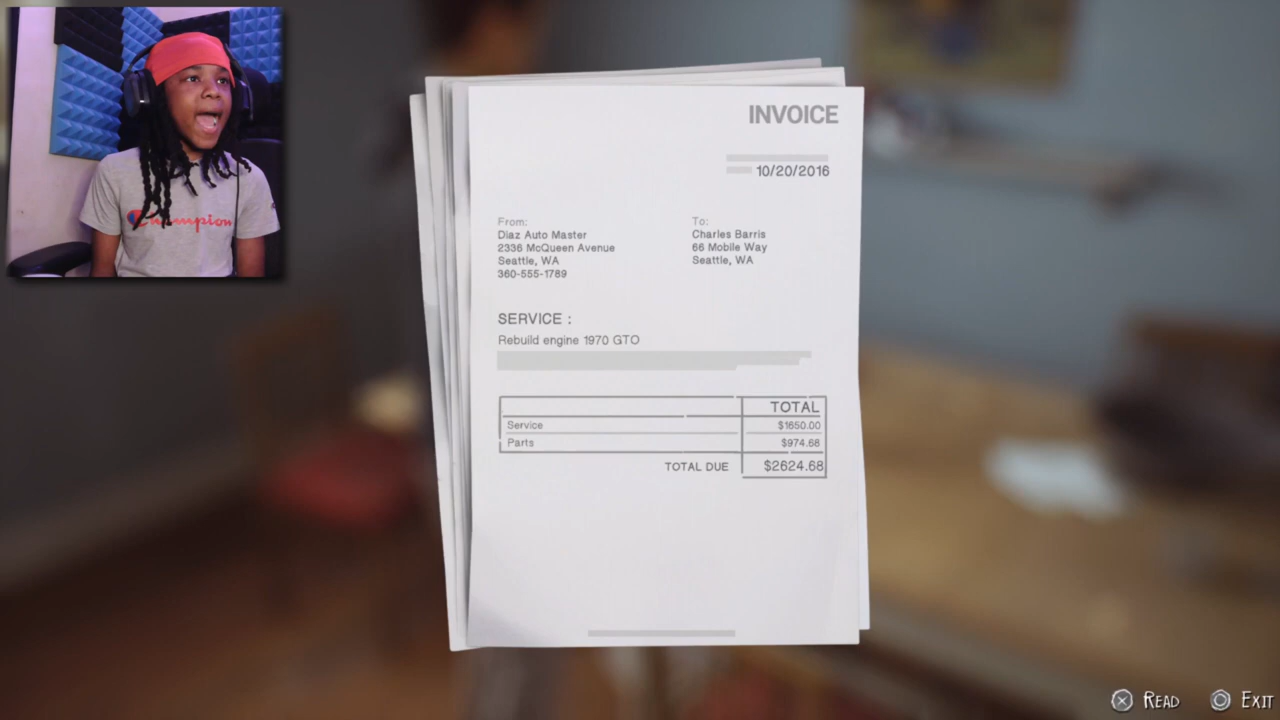 Champion
INVOICE
10/20/2016
From:
Diaz Auto Master
2336 McQueen Avenue
Seattle, WA
360-555-1789
To:
Charles Barris
66 Mobile Way
Seattle, WA
SERVICE :
Rebuild engine 1970 GTO
TOTAL
Service $1650.00
Parts $974.68
TOTAL DUE $2624.68
READ EXIT